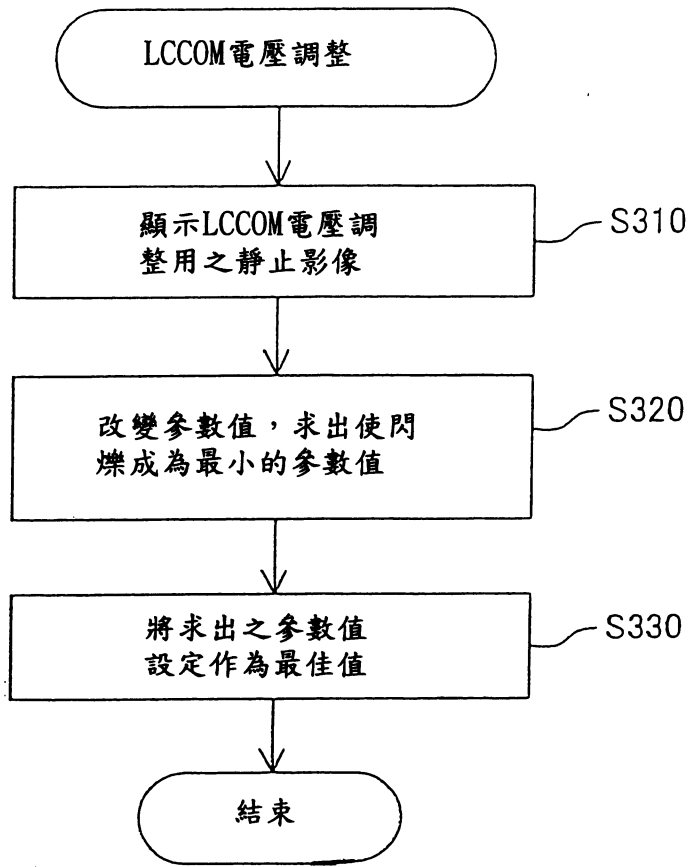 LCCOM電壓調整
顯示LCCOM電壓調
整用之靜止影像
S310
改變參數值，求出使閃
爍成為最小的參數值
S320
將求出之參數值
設定作為最佳值
S330
結束